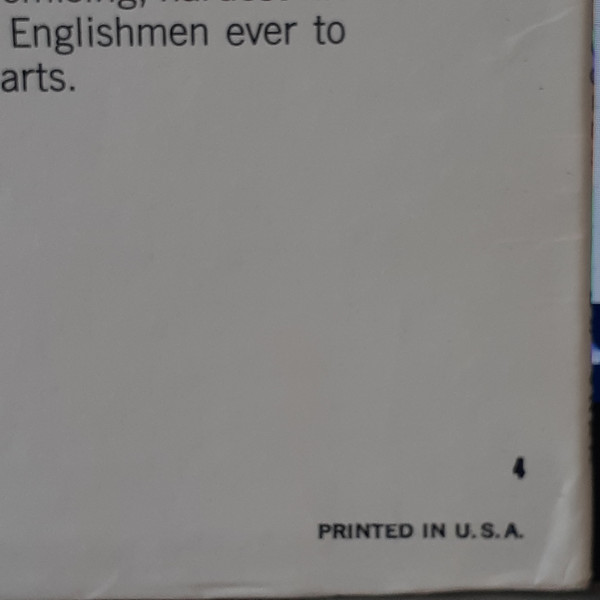 Englishmen ever to
arts.
4
PRINTED IN U.S.A.